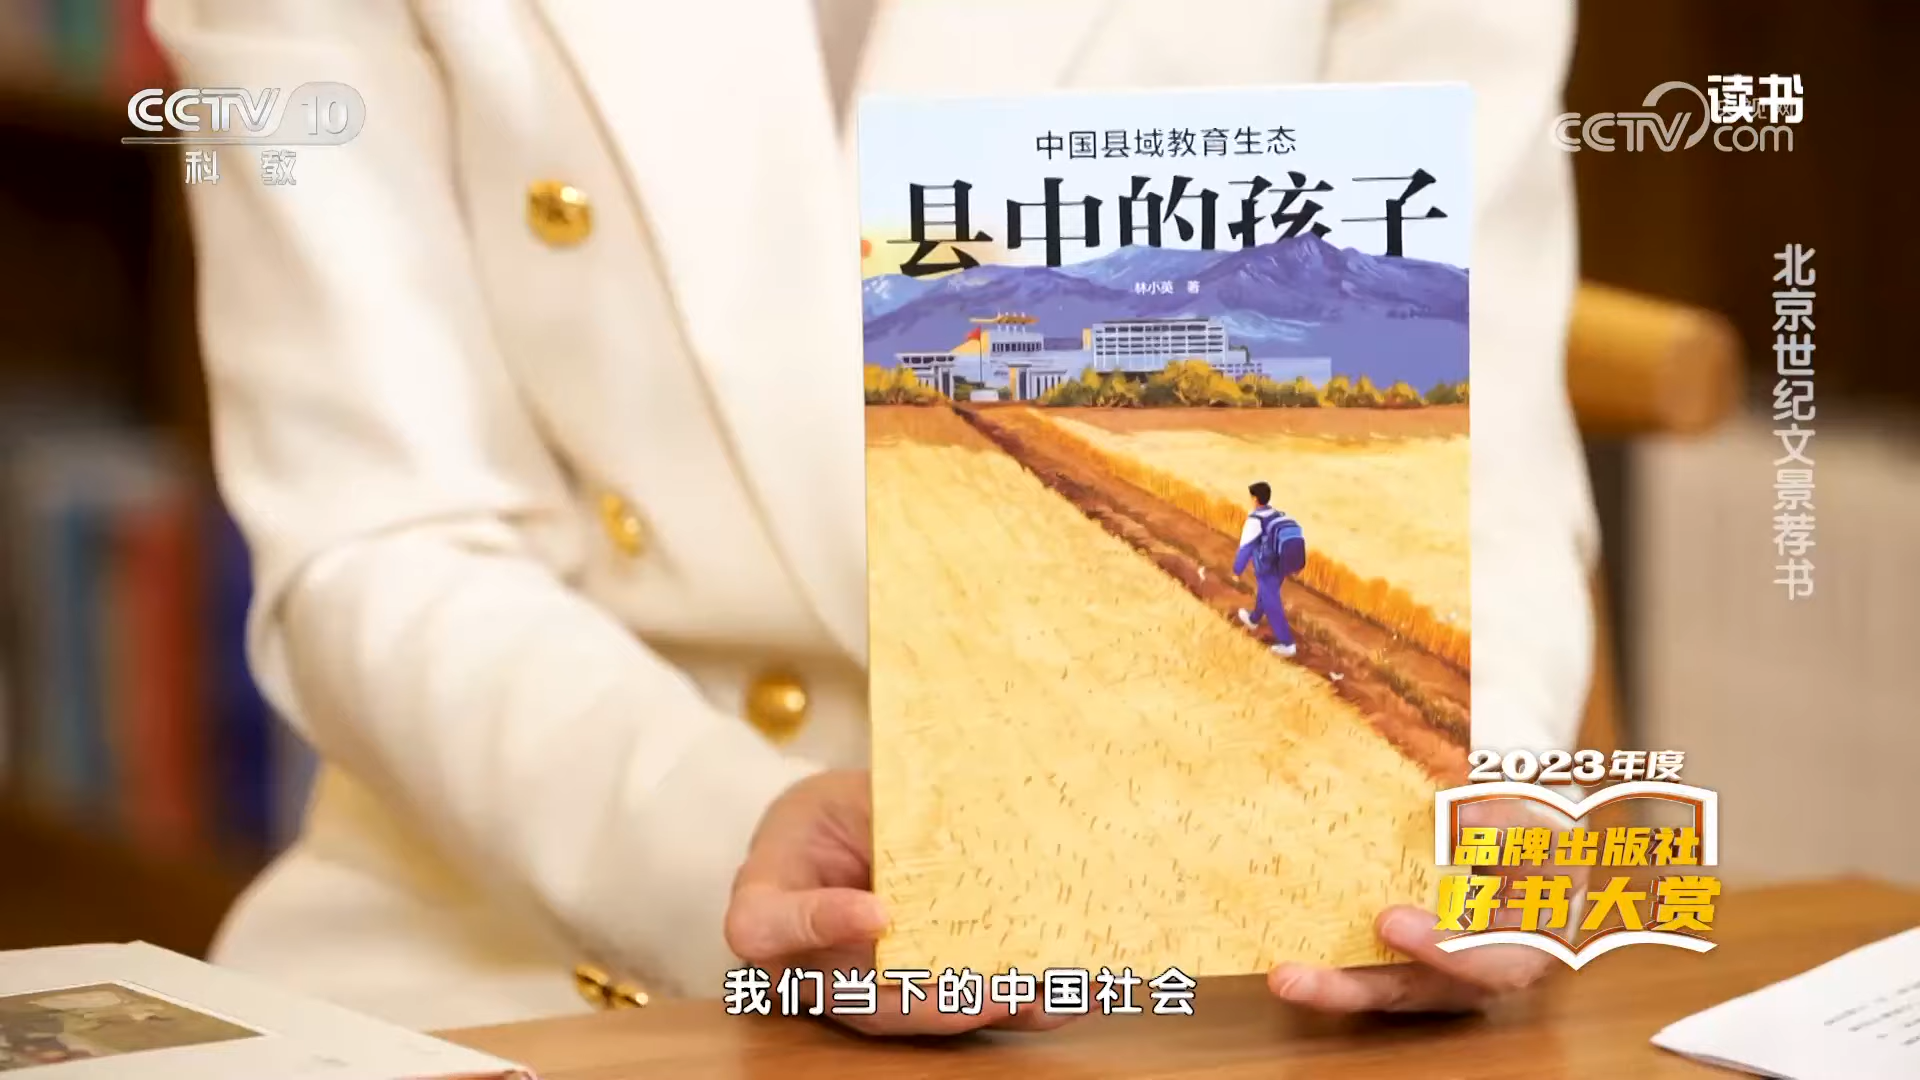 CCTV 10
科 教
读书
CCTV.com
中国县域教育生态
县中的孩子
林小英 著
北京世纪文景荐书
2023年度
品牌出版社
好书大赏
我们当下的中国社会